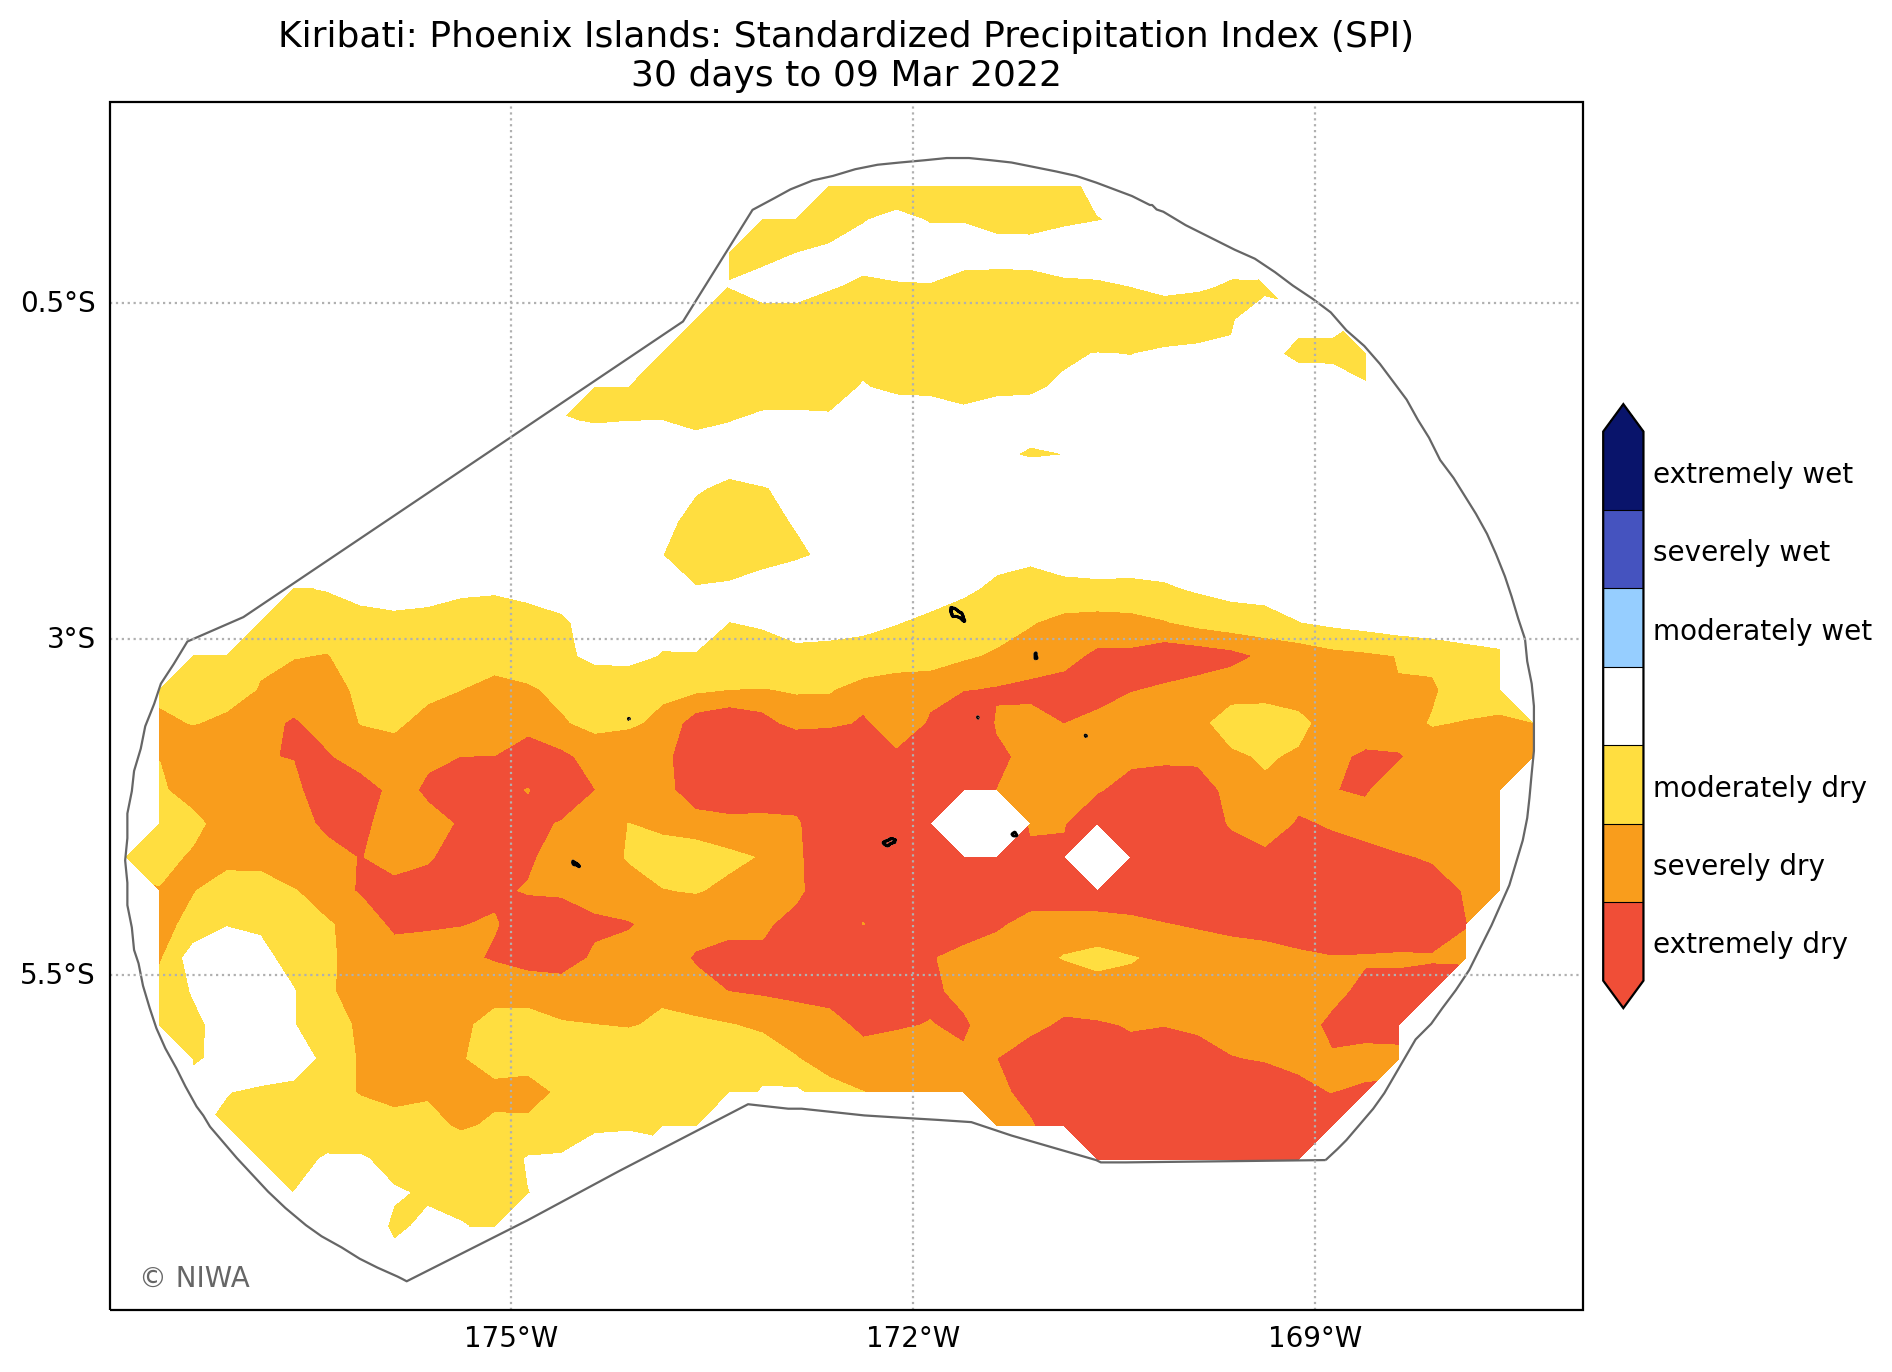 Kiribati: Phoenix Islands: Standardized Precipitation Index (SPI)
30 days to 09 Mar 2022
0.5°S
3°S
5.5°S
175°W
172°W
169°W
extremely wet
severely wet
moderately wet
moderately dry
severely dry
extremely dry
© NIWA